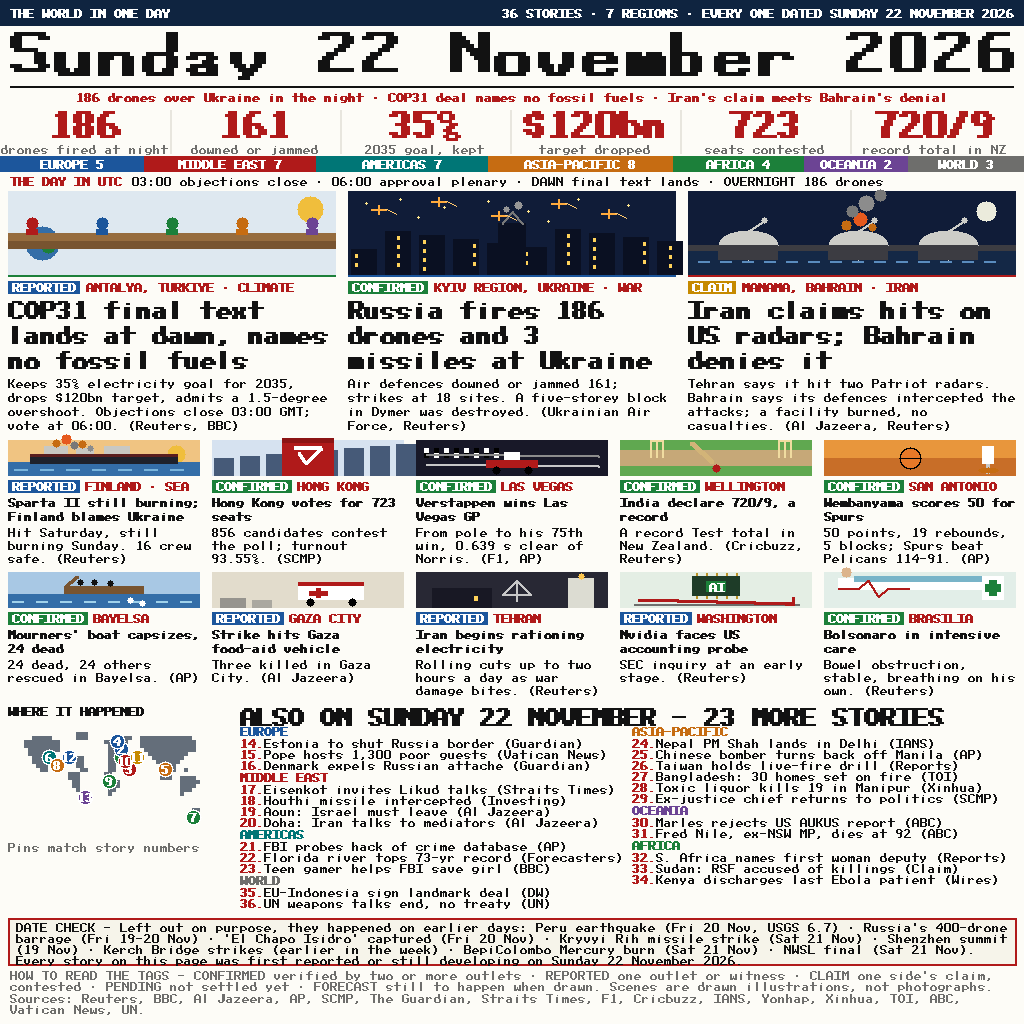 THE WORLD IN ONE DAY
36 STORIES · 7 REGIONS · EVERY ONE DATED SUNDAY 22 NOVEMBER 2026
Sunday 22 November 2026
186 drones over Ukraine in the night · COP31 deal names no fossil fuels · Iran's claim meets Bahrain's denial
186
161
35%
$120bn
723
720/9
drones fired at night
downed or jammed
2035 goal, kept
target dropped
seats contested
record total in NZ
EUROPE 5
MIDDLE EAST 7
AMERICAS 7
ASIA-PACIFIC 8
AFRICA 4
OCEANIA 2
WORLD 3
THE DAY IN UTC 03:00 objections close · 06:00 approval plenary · DAWN final text lands · OVERNIGHT 186 drones
REPORTED ANTALYA, TURKIYE · CLIMATE
COP31 final text
lands at dawn, names
no fossil fuels
Keeps 35% electricity goal for 2035,
drops $120bn target, admits a 1.5-degree
overshoot. Objections close 03:00 GMT;
vote at 06:00. (Reuters, BBC)
CONFIRMED KYIV REGION, UKRAINE · WAR
Russia fires 186
drones and 3
missiles at Ukraine
Air defences downed or jammed 161;
strikes at 18 sites. A five-storey block
in Dymer was destroyed. (Ukrainian Air
Force, Reuters)
CLAIM MANAMA, BAHRAIN · IRAN
Iran claims hits on
US radars; Bahrain
denies it
Tehran says it hit two Patriot radars.
Bahrain says its defences intercepted the
attacks; a facility burned, no
casualties. (Al Jazeera, Reuters)
REPORTED FINLAND · SEA
Sparta II still burning;
Finland blames Ukraine
Hit Saturday, still
burning Sunday. 16 crew
safe. (Reuters)
CONFIRMED HONG KONG
Hong Kong votes for 723
seats
856 candidates contest
the poll; turnout
93.55%. (SCMP)
CONFIRMED LAS VEGAS
Verstappen wins Las
Vegas GP
From pole to his 75th
win, 0.639 s clear of
Norris. (F1, AP)
CONFIRMED WELLINGTON
India declare 720/9, a
record
A record Test total in
New Zealand. (Cricbuzz,
Reuters)
CONFIRMED SAN ANTONIO
Wembanyama scores 50 for
Spurs
50 points, 19 rebounds,
5 blocks; Spurs beat
Pelicans 114-91. (AP)
CONFIRMED BAYELSA
Mourners' boat capsizes,
24 dead
24 dead, 24 others
rescued in Bayelsa. (AP)
REPORTED GAZA CITY
Strike hits Gaza
food-aid vehicle
Three killed in Gaza
City. (Al Jazeera)
REPORTED TEHRAN
Iran begins rationing
electricity
Rolling cuts up to two
hours a day as war
damage bites. (Reuters)
AI
REPORTED WASHINGTON
Nvidia faces US
accounting probe
SEC inquiry at an early
stage. (Reuters)
CONFIRMED BRASILIA
Bolsonaro in intensive
care
Bowel obstruction,
stable, breathing on his
own. (Reuters)
WHERE IT HAPPENED
4
8
9
5
7
Pins match story numbers
ALSO ON SUNDAY 22 NOVEMBER - 23 MORE STORIES
EUROPE
14.Estonia to shut Russia border (Guardian)
15.Pope hosts 1,300 poor guests (Vatican News)
16.Denmark expels Russian attache (Guardian)
MIDDLE EAST
17.Eisenkot invites Likud talks (Straits Times)
18.Houthi missile intercepted (Investing)
19.Aoun: Israel must leave (Al Jazeera)
20.Doha: Iran talks to mediators (Al Jazeera)
AMERICAS
21.FBI probes hack of crime database (AP)
22.Florida river tops 73-yr record (Forecasters)
23.Teen gamer helps FBI save girl (BBC)
WORLD
35.EU-Indonesia sign landmark deal (DW)
36.UN weapons talks end, no treaty (UN)
ASIA-PACIFIC
24.Nepal PM Shah lands in Delhi (IANS)
25.Chinese bomber turns back off Manila (AP)
26.Taiwan holds live-fire drill (Reports)
27.Bangladesh: 30 homes set on fire (TOI)
28.Toxic liquor kills 19 in Manipur (Xinhua)
29.Ex-justice chief returns to politics (SCMP)
OCEANIA
30.Marles rejects US AUKUS report (ABC)
31.Fred Nile, ex-NSW MP, dies at 92 (ABC)
AFRICA
32.S. Africa names first woman deputy (Reports)
33.Sudan: RSF accused of killings (Claim)
34.Kenya discharges last Ebola patient (Wires)
DATE CHECK - Left out on purpose, they happened on earlier days: Peru earthquake (Fri 20 Nov, USGS 6.7) · Russia's 400-drone
barrage (Fri 19-20 Nov) · 'El Chapo Isidro' captured (Fri 20 Nov) · Kryvyi Rih missile strike (Sat 21 Nov) · Shenzhen summit
(19 Nov) · Kerch Bridge strikes (earlier in the week) · BepiColombo Mercury burn (Sat 21 Nov) · NWSL final (Sat 21 Nov).
Every story on this page was first reported or still developing on Sunday 22 November 2026
HOW TO READ THE TAGS - CONFIRMED verified by two or more outlets · REPORTED one outlet or witness · CLAIM one side's claim,
contested · PENDING not settled yet · FORECAST still to happen when drawn. Scenes are drawn illustrations, not photographs.
Sources: Reuters, BBC, Al Jazeera, AP, SCMP, The Guardian, Straits Times, F1, Cricbuzz, IANS, Yonhap, Xinhua, TOI, ABC,
Vatican News, UN.